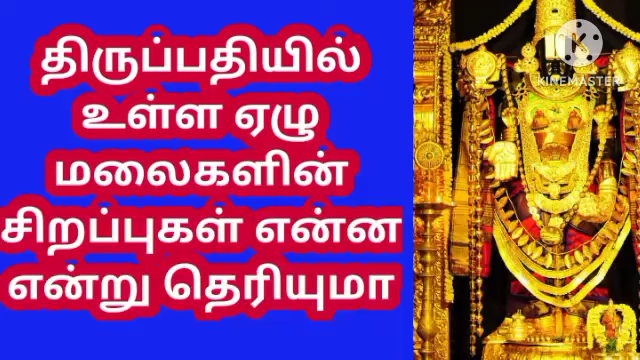 திருப்பதியில்
உள்ள ஏழு
மலைகளின்
சிறப்புகள் என்ன
என்று தெரியுமா
KINEMASTER